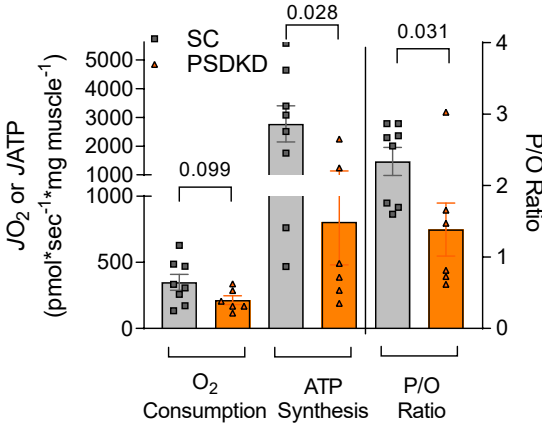 0.028
0.031
SC
PSDKD
5000
4000
3000
2000
1000
1000
500
0
0.099
4
3
2
1
0
JO₂ or JATP
(pmol*sec⁻¹*mg muscle⁻¹)
P/O Ratio
O₂
Consumption
ATP
Synthesis
P/O
Ratio